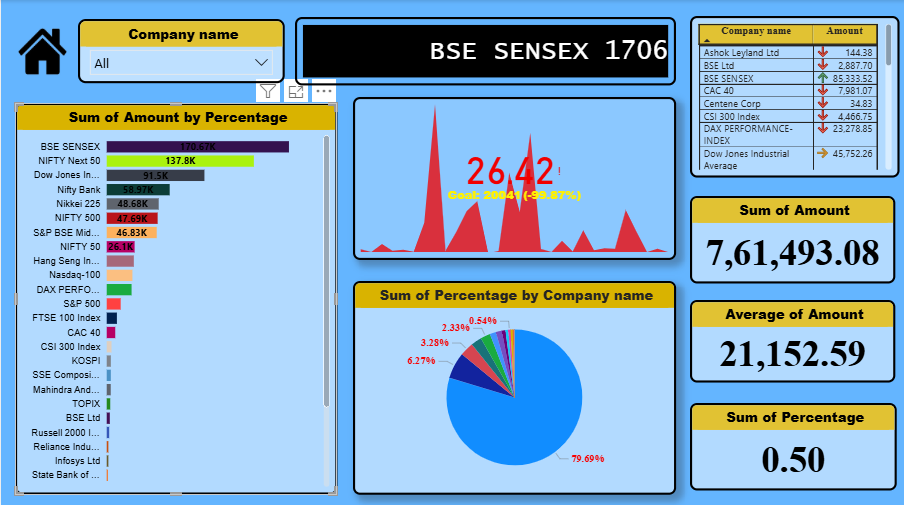 Company name
All
BSE SENSEX 1706
Company name Amount
Ashok Leyland Ltd 144.38
BSE Ltd 2,887.70
BSE SENSEX 85,333.52
CAC 40 7,981.07
Centene Corp 34.83
CSI 300 Index 4,466.75
DAX PERFORMANCE-
INDEX 23,278.85
Dow Jones Industrial
Average 45,752.26
Sum of Amount by Percentage
BSE SENSEX 170.67K
NIFTY Next 50 137.8K
Dow Jones In... 91.5K
Nifty Bank 58.97K
Nikkei 225 48.68K
NIFTY 500 47.69K
S&P BSE Mid... 46.83K
NIFTY 50 26.1K
Hang Seng In...
Nasdaq-100
DAX PERFO...
S&P 500
FTSE 100 Index
CAC 40
CSI 300 Index
KOSPI
SSE Composi...
Mahindra And...
TOPIX
BSE Ltd
Russell 2000 I...
Reliance Indu...
Infosys Ltd
State Bank of ...
26.42!
Goal: 20041 (-99.87%)
Sum of Percentage by Company name
0.54%
2.33%
3.28%
6.27%
79.69%
Sum of Amount
7,61,493.08
Average of Amount
21,152.59
Sum of Percentage
0.50